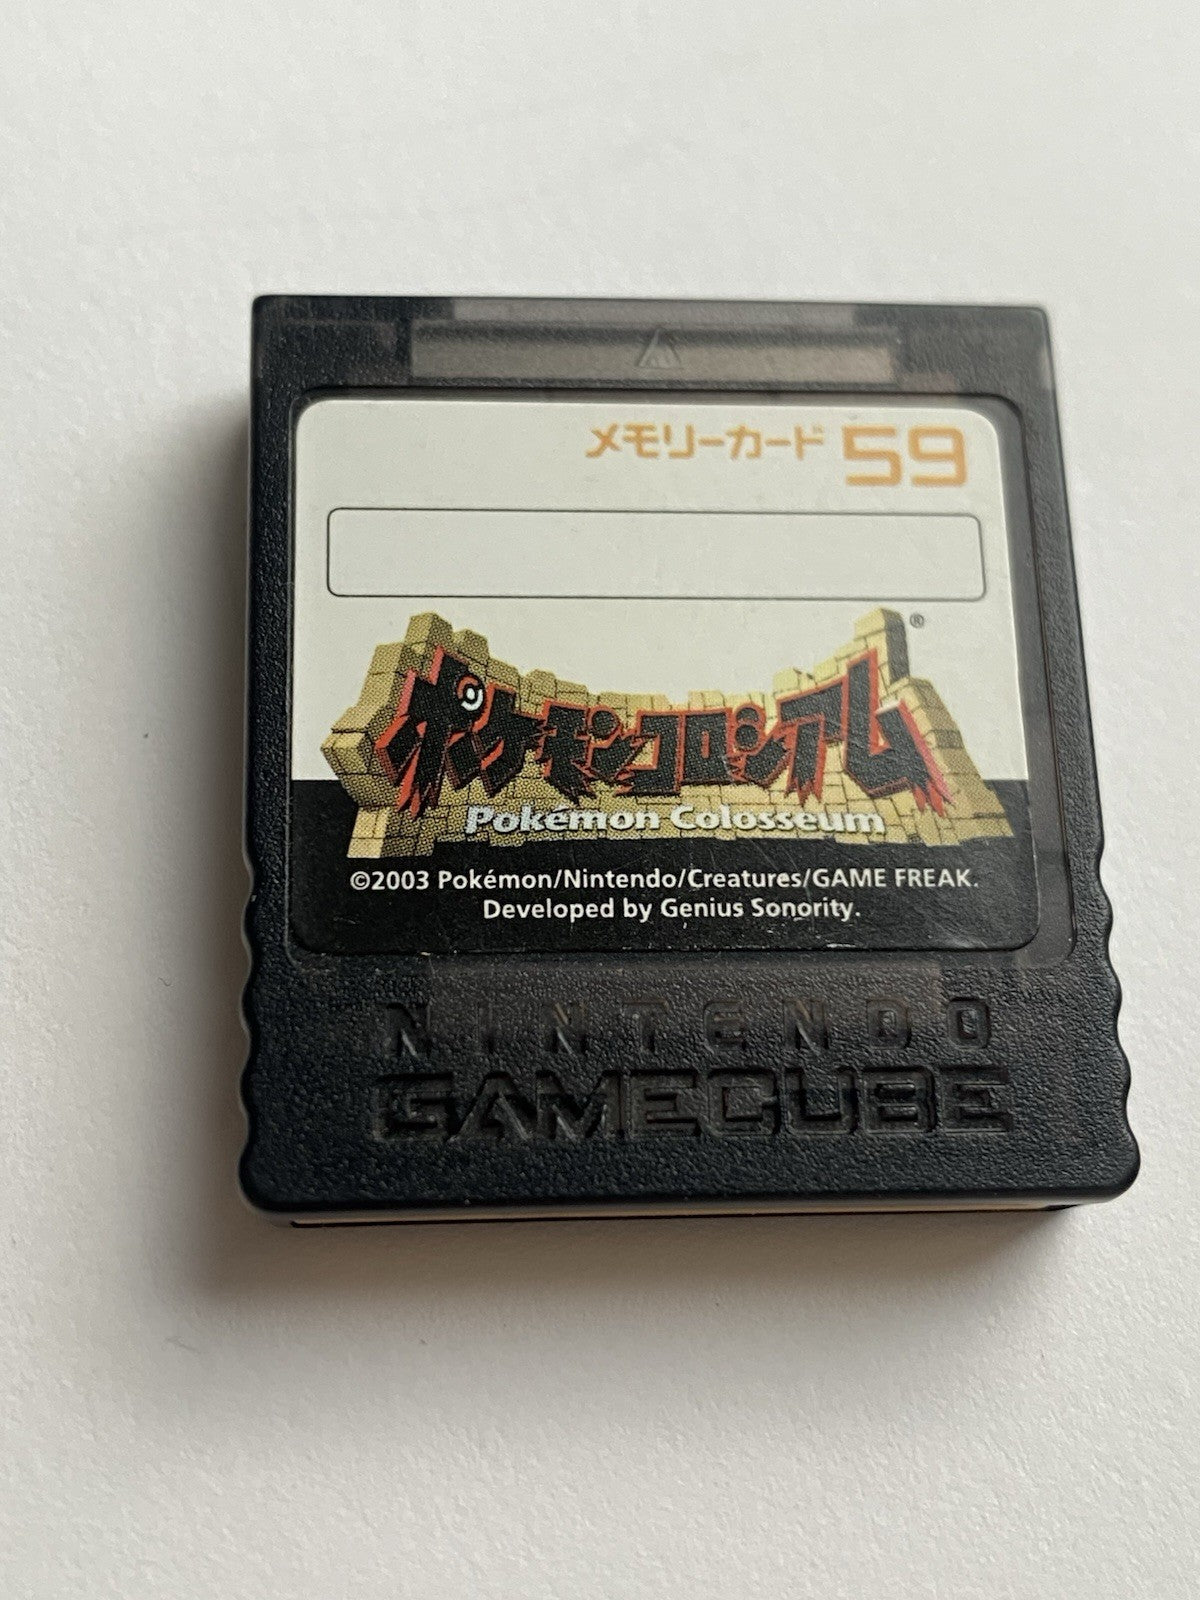 メモリーカード 59
ポケモンコロシアム®
Pokémon Colosseum
©2003 Pokémon/Nintendo/Creatures/GAME FREAK.
Developed by Genius Sonority.
NINTENDO
GAMECUBE